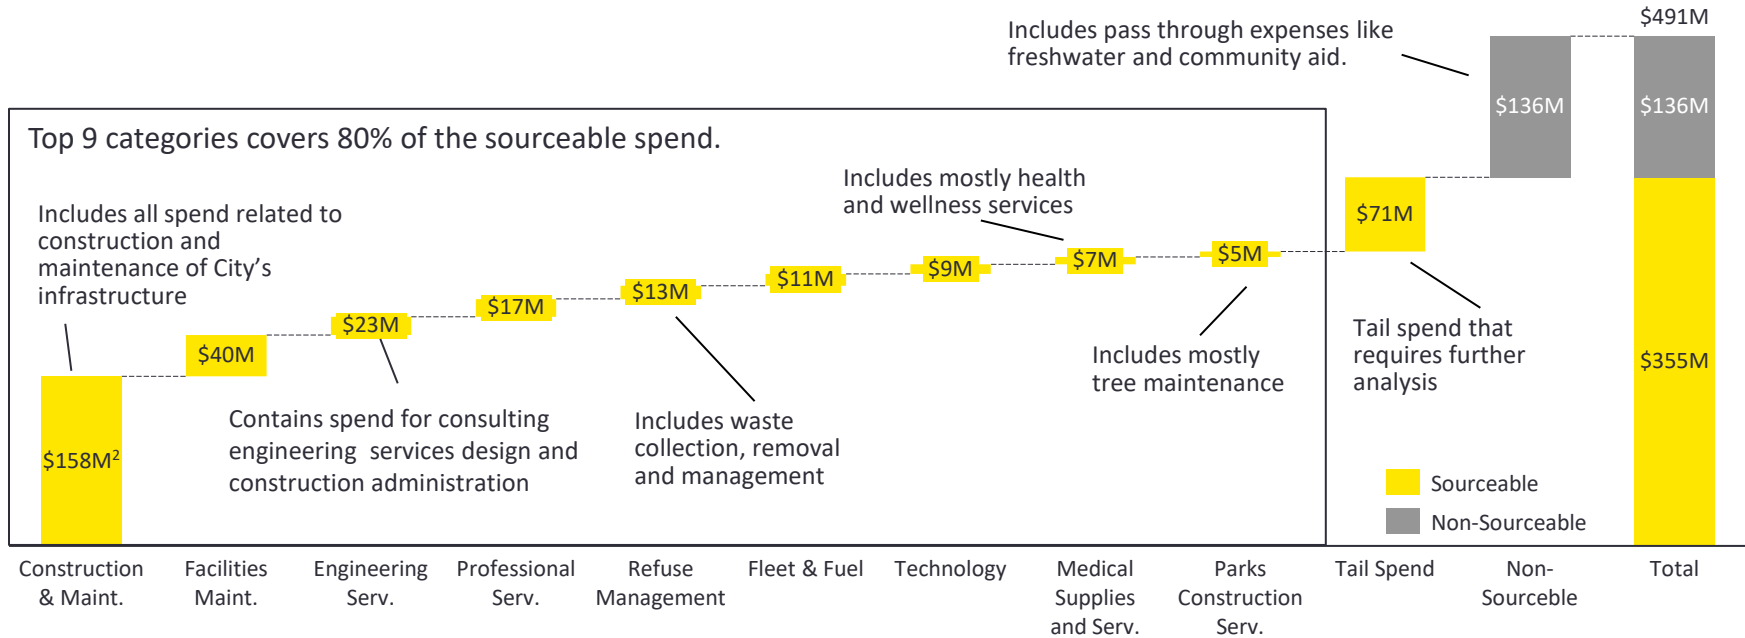 $491M
Includes pass through expenses like
freshwater and community aid.
$136M
$136M
Top 9 categories covers 80% of the sourceable spend.
Includes mostly health
and wellness services
Includes all spend related to
construction and
maintenance of City's
infrastructure
$71M
$5M
$7M
$9M
$11M
$13M
$17M
$23M
$40M
Tail spend that
requires further
analysis
Includes mostly
tree maintenance
$355M
Contains spend for consulting
engineering  services design and
construction administration
Includes waste
collection, removal
and management
$158M²
Sourceable
Non-Sourceable
Construction
& Maint.
Facilities
Maint.
Engineering
Serv.
Professional
Serv.
Refuse
Management
Fleet & Fuel
Technology
Medical
Supplies
and Serv.
Parks
Construction
Serv.
Tail Spend
Non-
Sourceble
Total